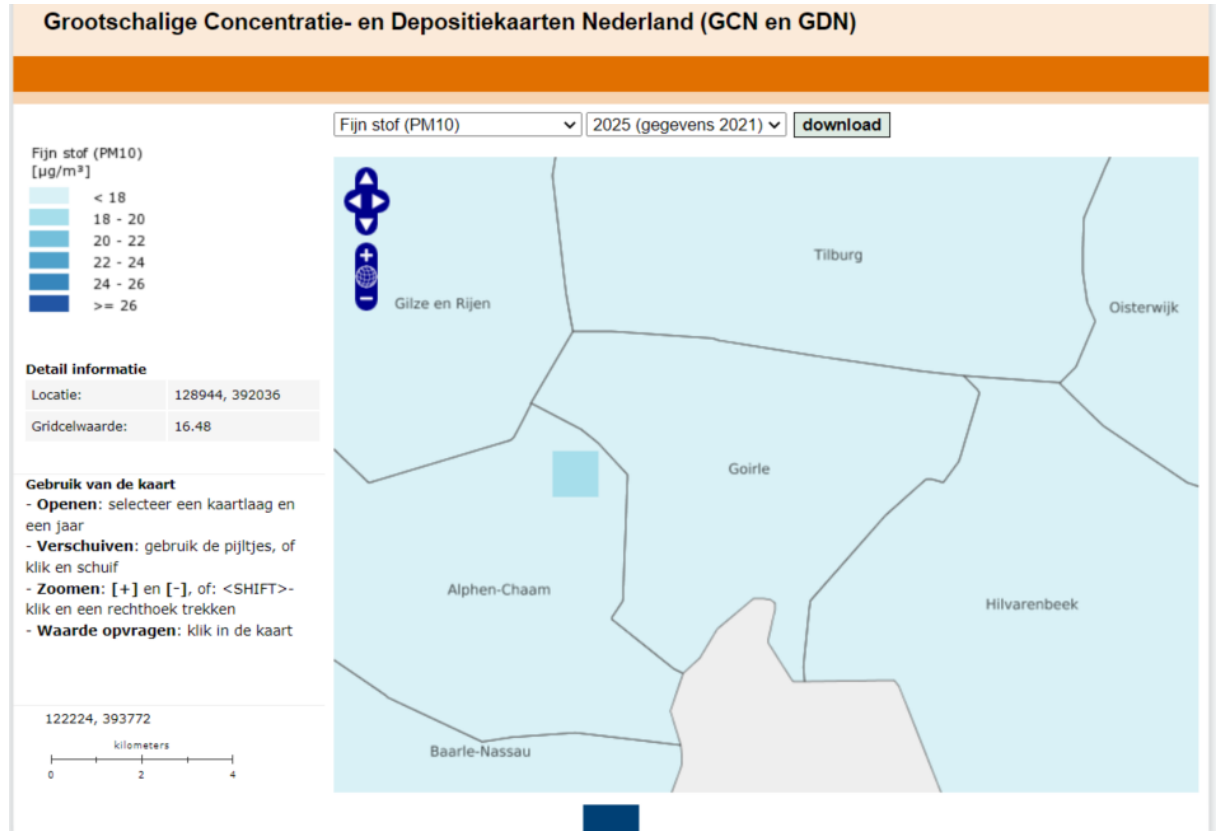 Grootschalige Concentratie- en Depositiekaarten Nederland (GCN en GDN)
Fijn stof (PM10)
2025 (gegevens 2021)
download
Fijn stof (PM10)
[µg/m³]
< 18
18 - 20
20 - 22
22 - 24
24 - 26
>= 26
Detail informatie
Locatie: 128944, 392036
Gridcelwaarde: 16.48
Gebruik van de kaart
- Openen: selecteer een kaartlaag en
een jaar
- Verschuiven: gebruik de pijltjes, of
klik en schuif
- Zoomen: [+] en [-], of: <SHIFT>-
klik en een rechthoek trekken
- Waarde opvragen: klik in de kaart
122224, 393772
kilometers
0 2 4
Tilburg
Gilze en Rijen
Oisterwijk
Goirle
Alphen-Chaam
Hilvarenbeek
Baarle-Nassau